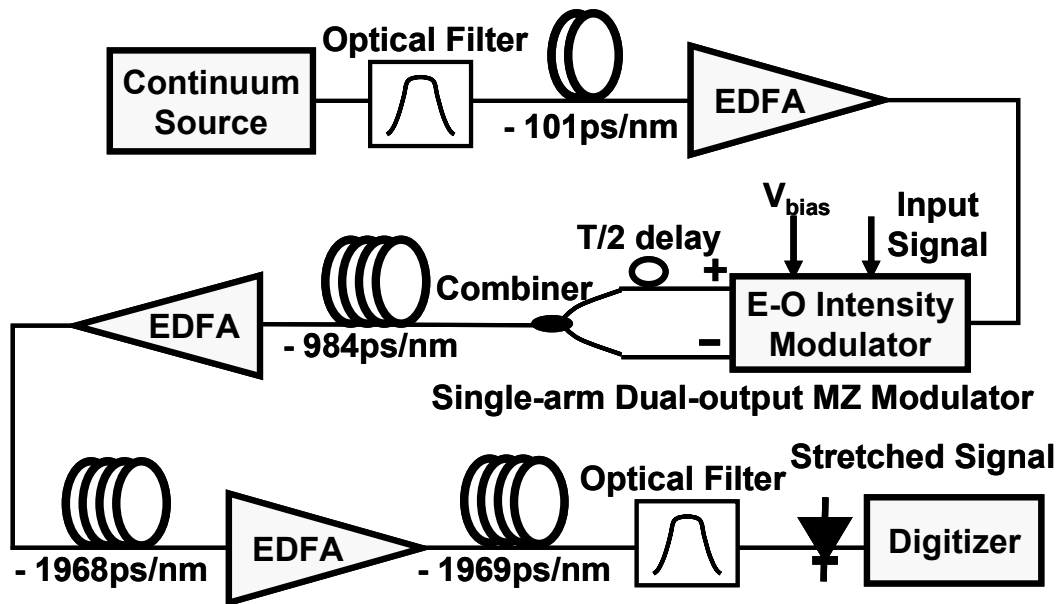 Optical Filter
Continuum
Source
EDFA
- 101ps/nm
V bias
Input
Signal
T/2 delay
+
Combiner
E-O Intensity
Modulator
EDFA
- 984ps/nm
–
Single-arm Dual-output MZ Modulator
Stretched Signal
Optical Filter
EDFA
Digitizer
- 1968ps/nm
- 1969ps/nm